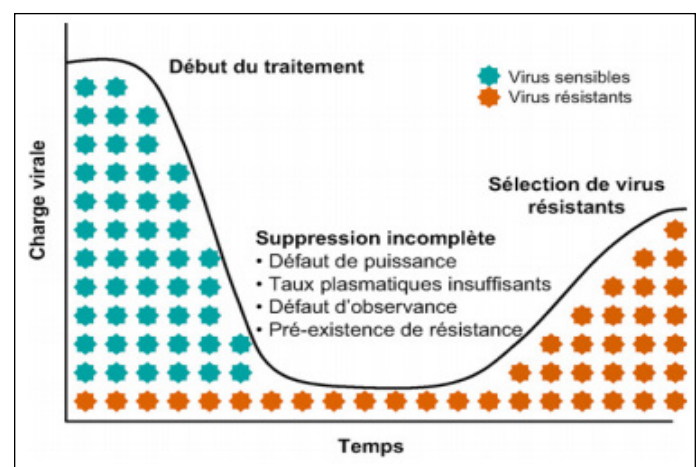 Début du traitement
Virus sensibles
Virus résistants
Charge virale
Sélection de virus
résistants
Suppression incomplète
• Défaut de puissance
• Taux plasmatiques insuffisants
• Défaut d'observance
• Pré-existence de résistance
Temps